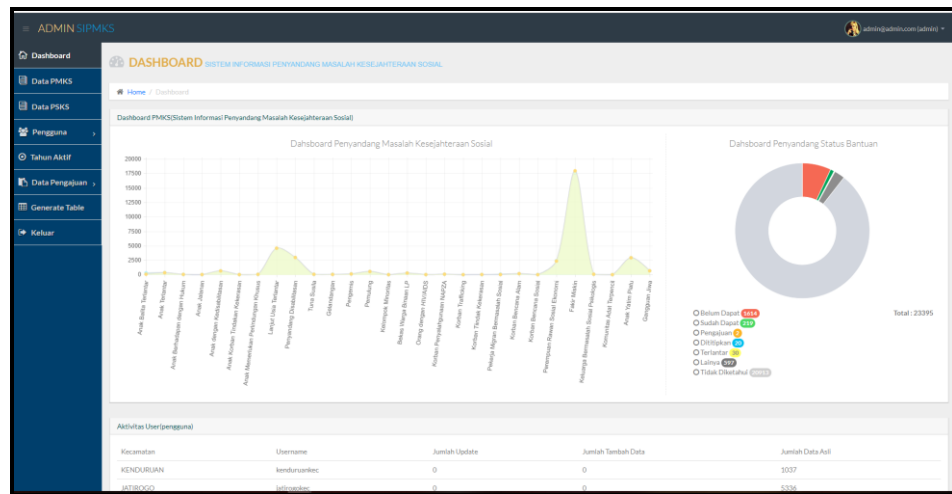 ADMIN SIPMKS
admin@admin.com (admin)
Dashboard
Data PMKS
Data PSKS
Pengguna
Tahun Aktif
Data Pengajuan
Generate Table
Keluar
DASHBOARD SISTEM INFORMASI PENYANDANG MASALAH KESEJAHTERAAN SOSIAL
Home / Dashboard
Dashboard PMKS(Sistem Informasi Penyandang Masalah Kesejahteraan Sosial)
Dahsboard Penyandang Masalah Kesejahteraan Sosial
20000
17500
15000
12500
10000
7500
5000
2500
0
Anak Balita Terlantar
Anak Terlantar
Anak Berhadapan dengan Hukum
Anak Jalanan
Anak dengan Kedisabilitasan
Anak Korban Tindakan Kekerasan
Anak Memerlukan Perlindungan Khusus
Lanjut Usia Terlantar
Penyandang Disabilitasan
Tuna Susila
Gelandangan
Pengemis
Pemulung
Kelompok Minoritas
Bekas Warga Binaan LP
Orang dengan HIV/AIDS
Korban Penyalahgunaan NAPZA
Korban Trafficking
Korban Tindak Kekerasan
Pekerja Migran Bermasalah Sosial
Korban Bencana Alam
Korban Bencana Sosial
Perempuan Rawan Sosial Ekonomi
Fakir Miskin
Keluarga Bermasalah Sosial Psikologis
Komunitas Adat Terpencil
Anak Yatim Piatu
Gangguan Jiwa
Dahsboard Penyandang Status Bantuan
Belum Dapat 1614
Sudah Dapat
Pengajuan 2
Dititipkan
Terlantar
Lainya 597
Tidak Diketahui
Total : 23395
Aktivitas User(pengguna)
Kecamatan Username Jumlah Update Jumlah Tambah Data Jumlah Data Asli
KENDURUAN kenduruankec 0 0 1037
JATIROGO jatirogokec 0 0 5336